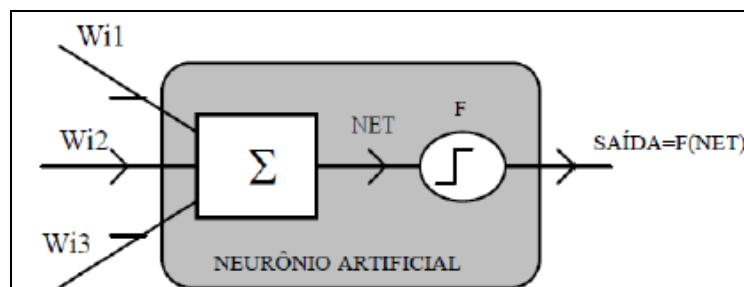 Wi1
Wi2
Wi3
Σ
NET
F
SAÍDA=F(NET)
NEURÔNIO ARTIFICIAL